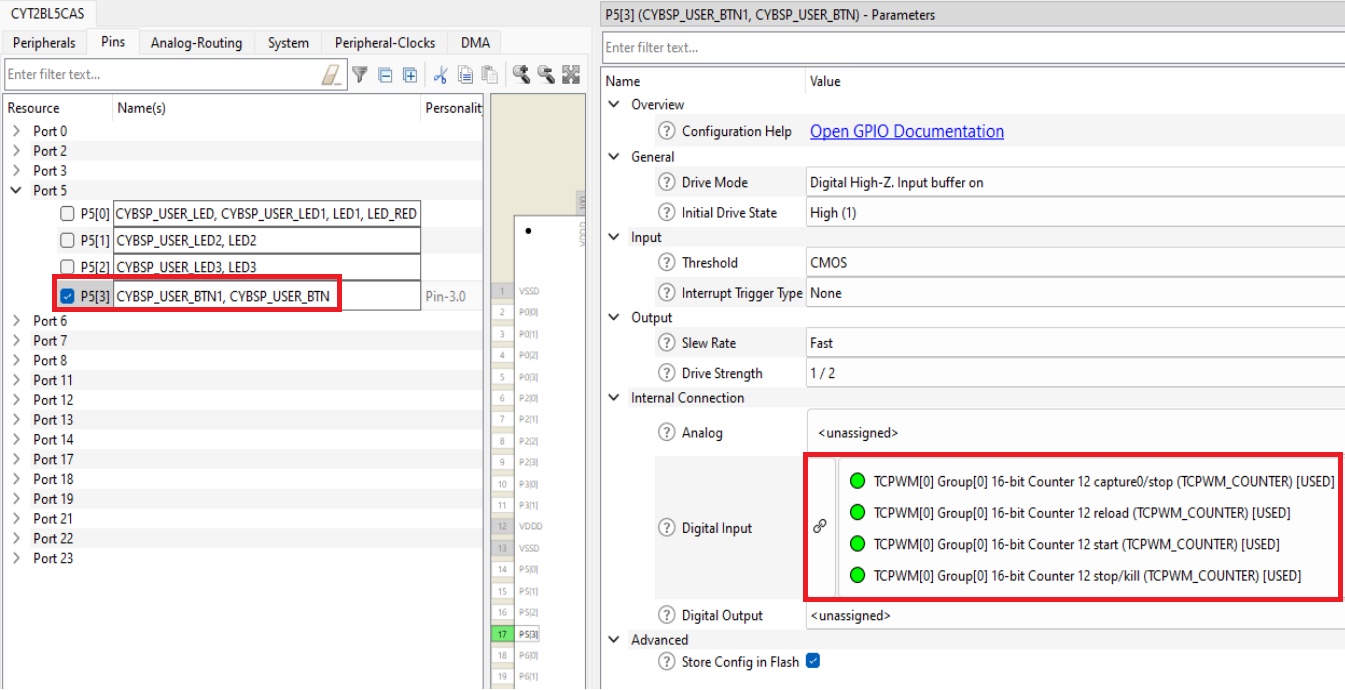 CYT2BL5CAS
Peripherals Pins Analog-Routing System Peripheral-Clocks DMA
Enter filter text...
Resource Name(s) Personalit
Port 0
Port 2
Port 3
Port 5
P5[0] CYBSP_USER_LED, CYBSP_USER_LED1, LED1, LED_RED
P5[1] CYBSP_USER_LED2, LED2
P5[2] CYBSP_USER_LED3, LED3
P5[3] CYBSP_USER_BTN1, CYBSP_USER_BTN Pin-3.0
Port 6
Port 7
Port 8
Port 11
Port 12
Port 13
Port 14
Port 17
Port 18
Port 19
Port 21
Port 22
Port 23
100
VDDD
1 VSSD
2 P0[0]
3 P0[1]
4 P0[2]
5 P0[3]
6 P2[0]
7 P2[1]
8 P2[2]
9 P2[3]
10 P3[0]
11 P3[1]
12 VDDD
13 VSSD
14 P5[0]
15 P5[1]
16 P5[2]
17 P5[3]
18 P6[0]
19 P6[1]
P5[3] (CYBSP_USER_BTN1, CYBSP_USER_BTN) - Parameters
Enter filter text...
Name Value
Overview
Configuration Help Open GPIO Documentation
General
Drive Mode Digital High-Z. Input buffer on
Initial Drive State High (1)
Input
Threshold CMOS
Interrupt Trigger Type None
Output
Slew Rate Fast
Drive Strength 1 / 2
Internal Connection
Analog <unassigned>
Digital Input
TCPWM[0] Group[0] 16-bit Counter 12 capture0/stop (TCPWM_COUNTER) [USED]
TCPWM[0] Group[0] 16-bit Counter 12 reload (TCPWM_COUNTER) [USED]
TCPWM[0] Group[0] 16-bit Counter 12 start (TCPWM_COUNTER) [USED]
TCPWM[0] Group[0] 16-bit Counter 12 stop/kill (TCPWM_COUNTER) [USED]
Digital Output <unassigned>
Advanced
Store Config in Flash